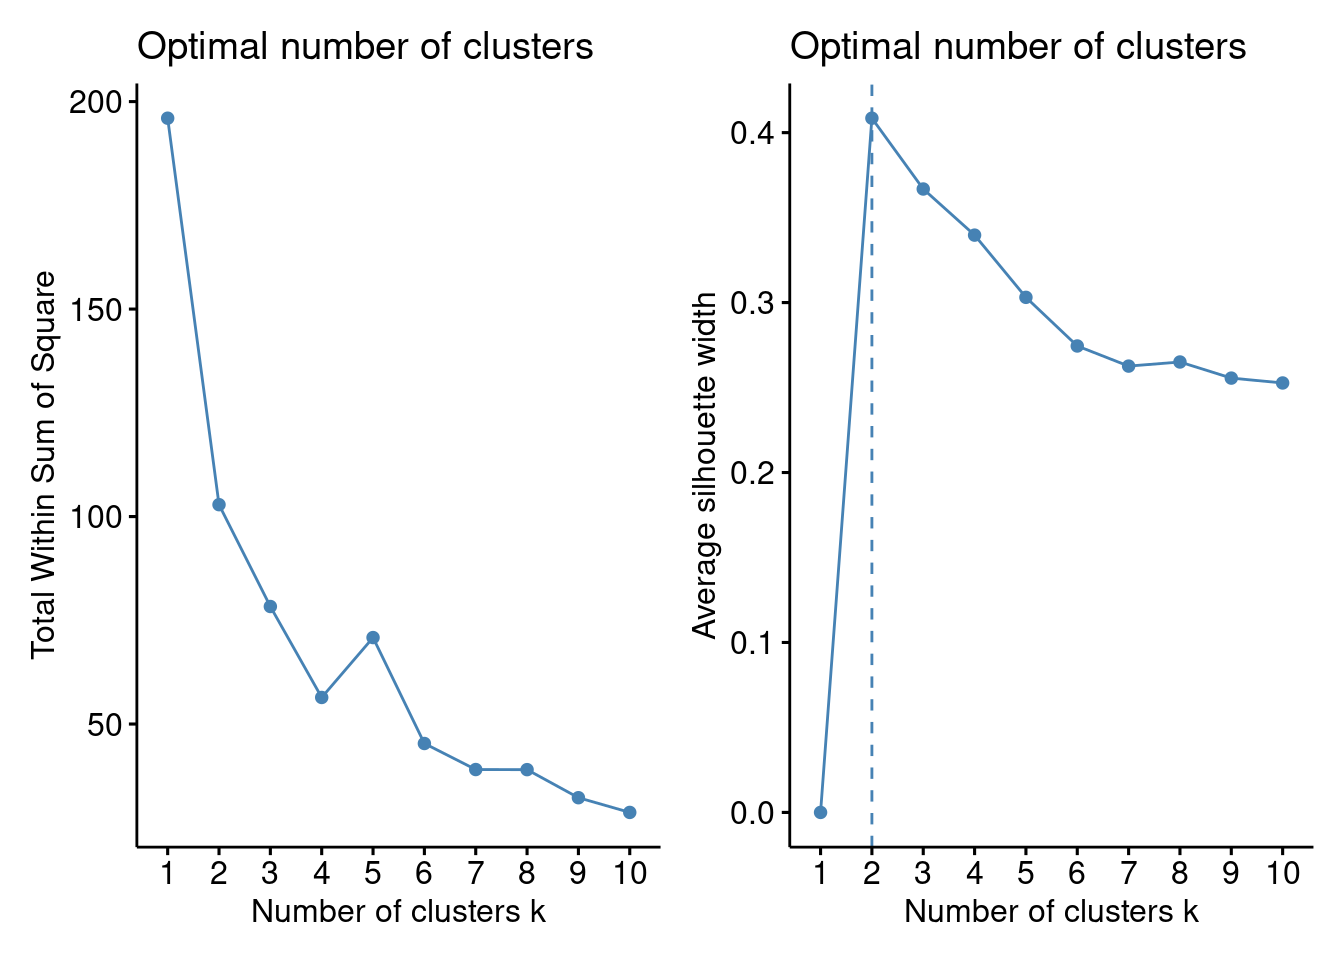 Optimal number of clusters
Total Within Sum of Square
200
150
100
50
1 2 3 4 5 6 7 8 9 10
Number of clusters k
Optimal number of clusters
Average silhouette width
0.4
0.3
0.2
0.1
0.0
1 2 3 4 5 6 7 8 9 10
Number of clusters k